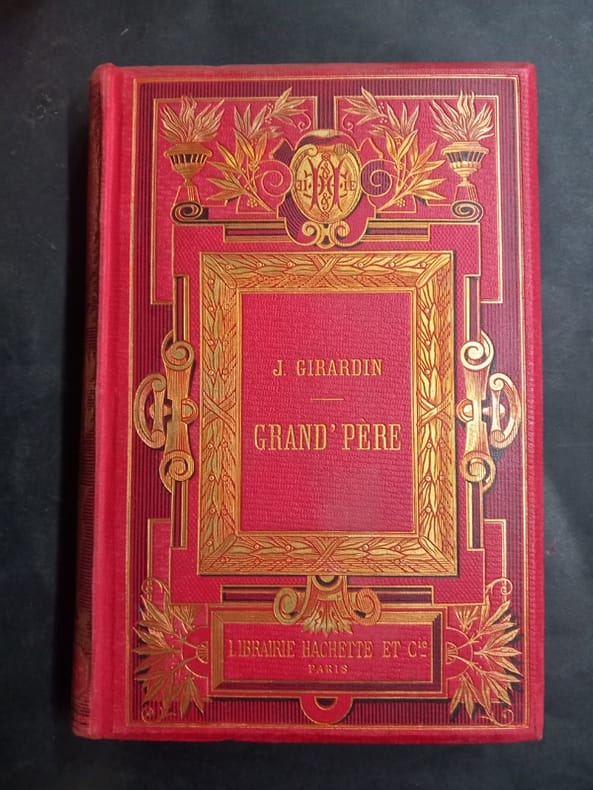 J. GIRARDIN
GRAND' PÈRE
LIBRAIRIE HACHETTE ET Cie
PARIS